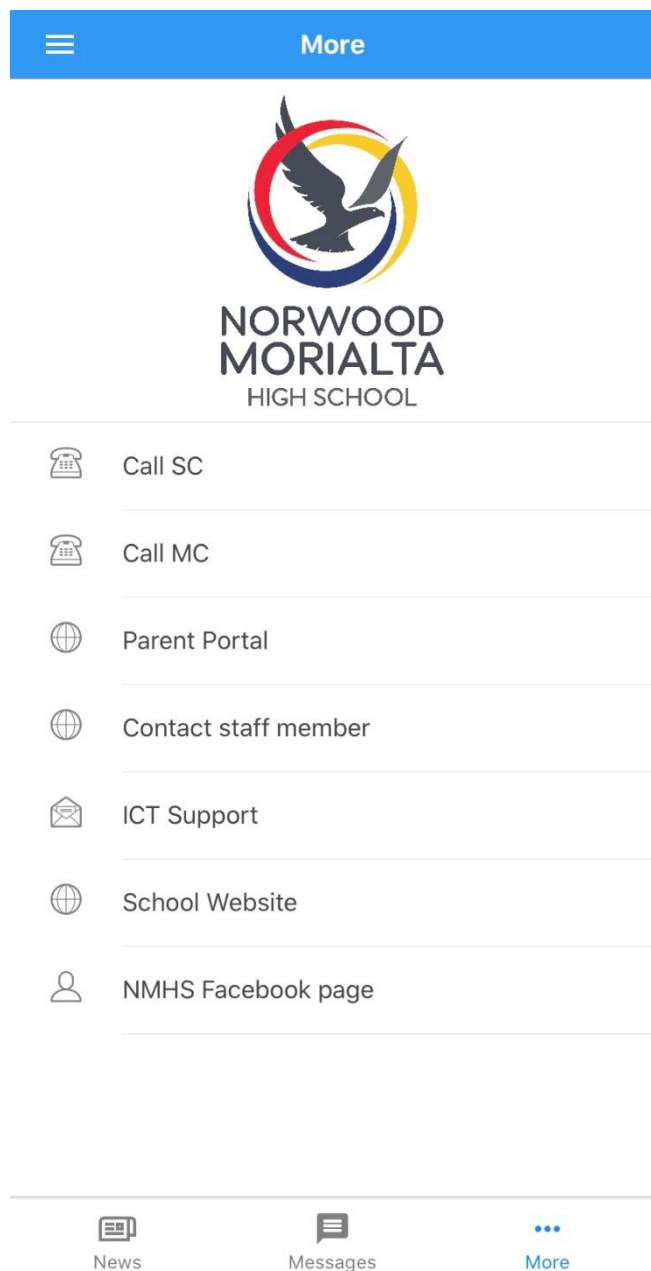 More
NORWOOD
MORIALTA
HIGH SCHOOL
Call SC
Call MC
Parent Portal
Contact staff member
ICT Support
School Website
NMHS Facebook page
News
Messages
More